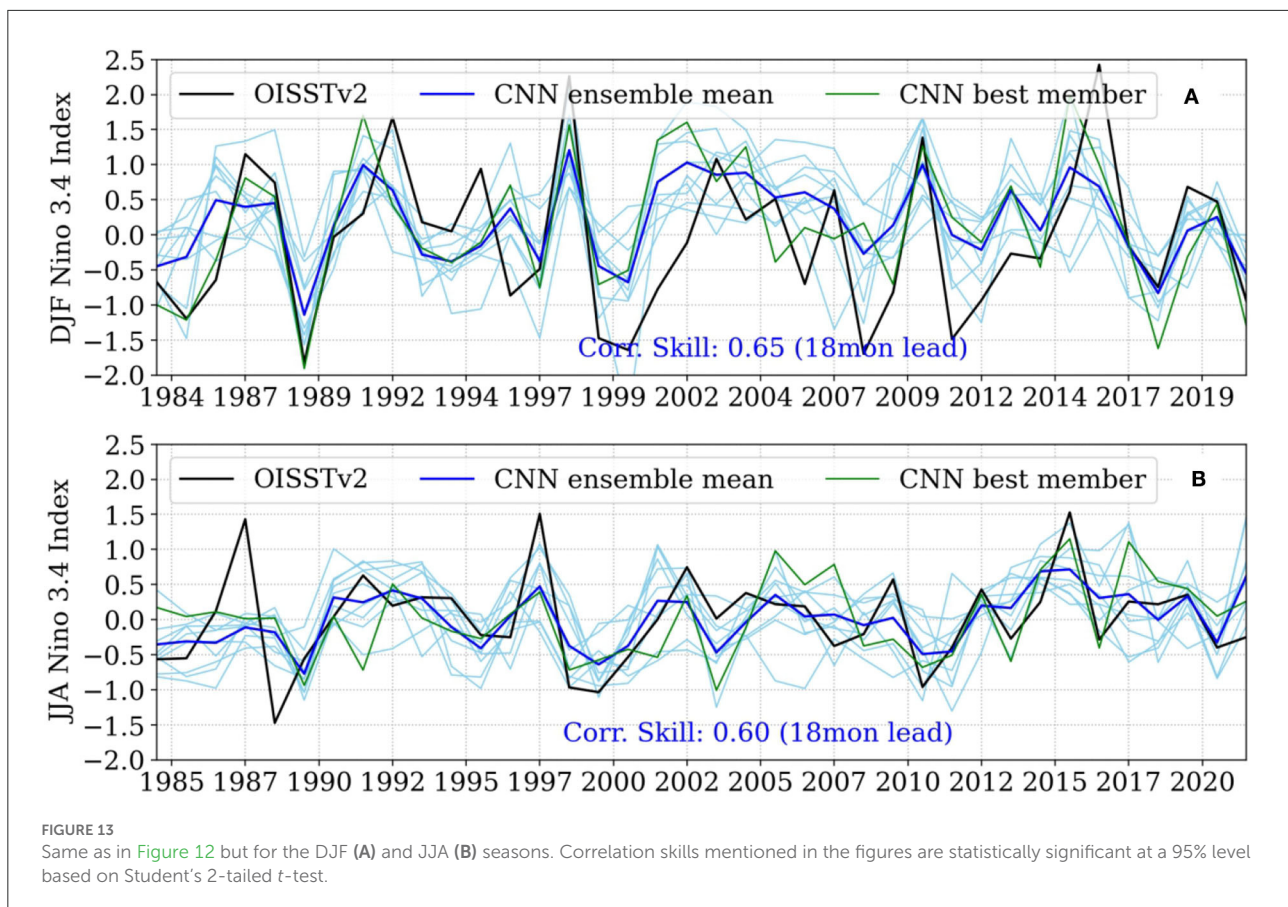 2.5
2.0
1.5
1.0
0.5
0.0
−0.5
−1.0
−1.5
−2.0
DJF Nino 3.4 Index
OISSTv2 CNN ensemble mean CNN best member A
Corr. Skill: 0.65 (18mon lead)
1984 1987 1989 1992 1994 1997 1999 2002 2004 2007 2009 2012 2014 2017 2019
2.5
2.0
1.5
1.0
0.5
0.0
−0.5
−1.0
−1.5
−2.0
JJA Nino 3.4 Index
OISSTv2 CNN ensemble mean CNN best member B
Corr. Skill: 0.60 (18mon lead)
1985 1987 1990 1992 1995 1997 2000 2002 2005 2007 2010 2012 2015 2017 2020
FIGURE 13
Same as in Figure 12 but for the DJF (A) and JJA (B) seasons. Correlation skills mentioned in the figures are statistically significant at a 95% level
based on Student’s 2-tailed t-test.